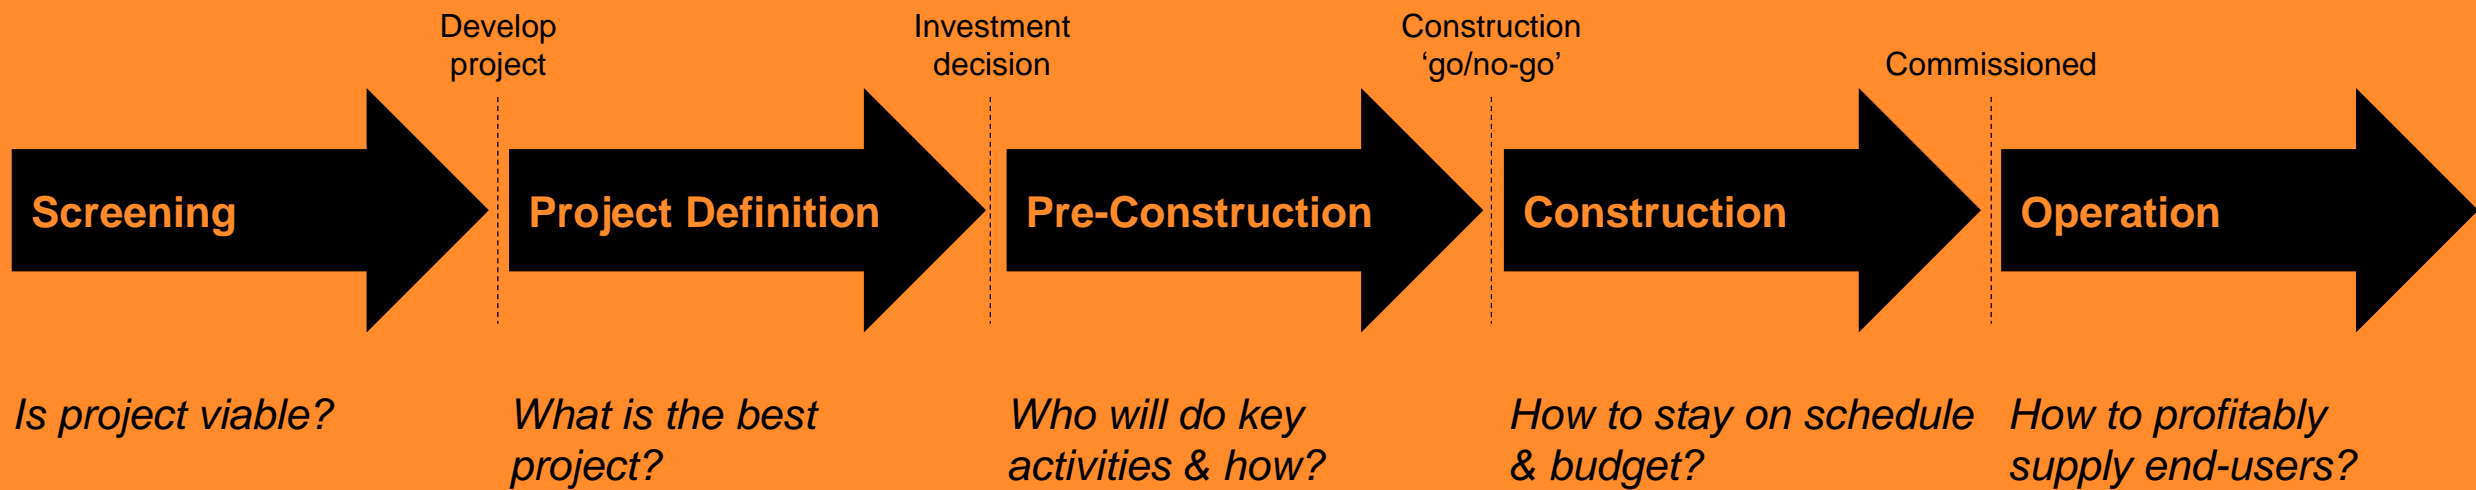 Develop
project
Investment
decision
Construction
‘go/no-go’
Commissioned
Screening
Project Definition
Pre-Construction
Construction
Operation
Is project viable?
What is the best
project?
Who will do key
activities & how?
How to stay on schedule
& budget?
How to profitably
supply end-users?